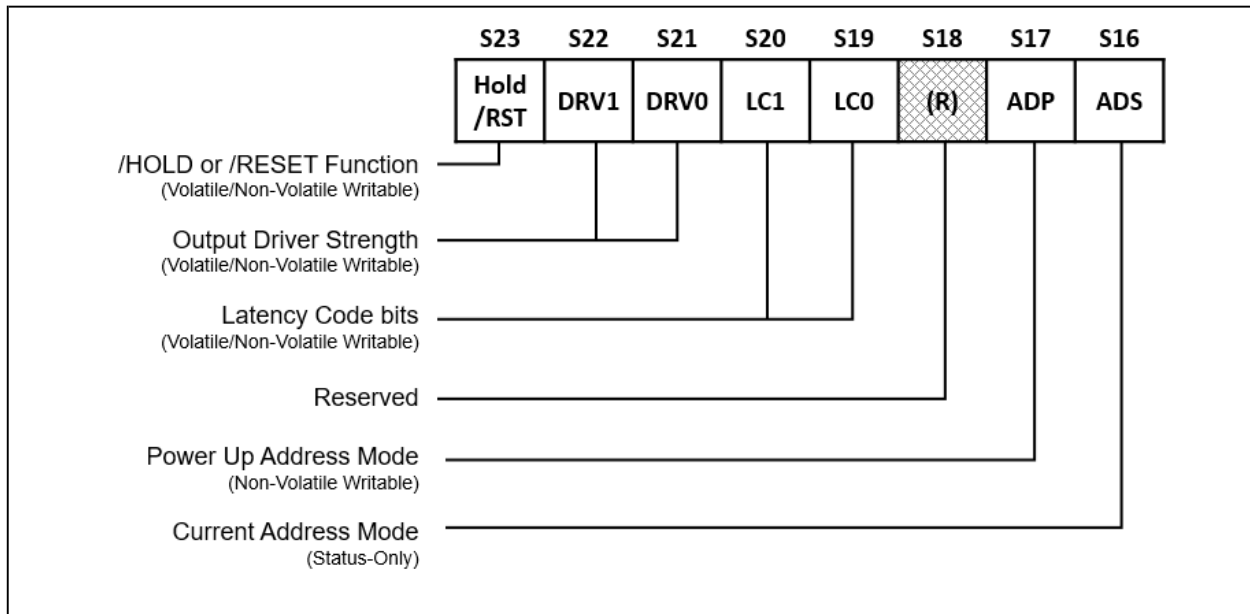 S23 S22 S21 S20 S19 S18 S17 S16
Hold
/RST DRV1 DRV0 LC1 LC0 (R) ADP ADS
/HOLD or /RESET Function
(Volatile/Non-Volatile Writable)
Output Driver Strength
(Volatile/Non-Volatile Writable)
Latency Code bits
(Volatile/Non-Volatile Writable)
Reserved
Power Up Address Mode
(Non-Volatile Writable)
Current Address Mode
(Status-Only)